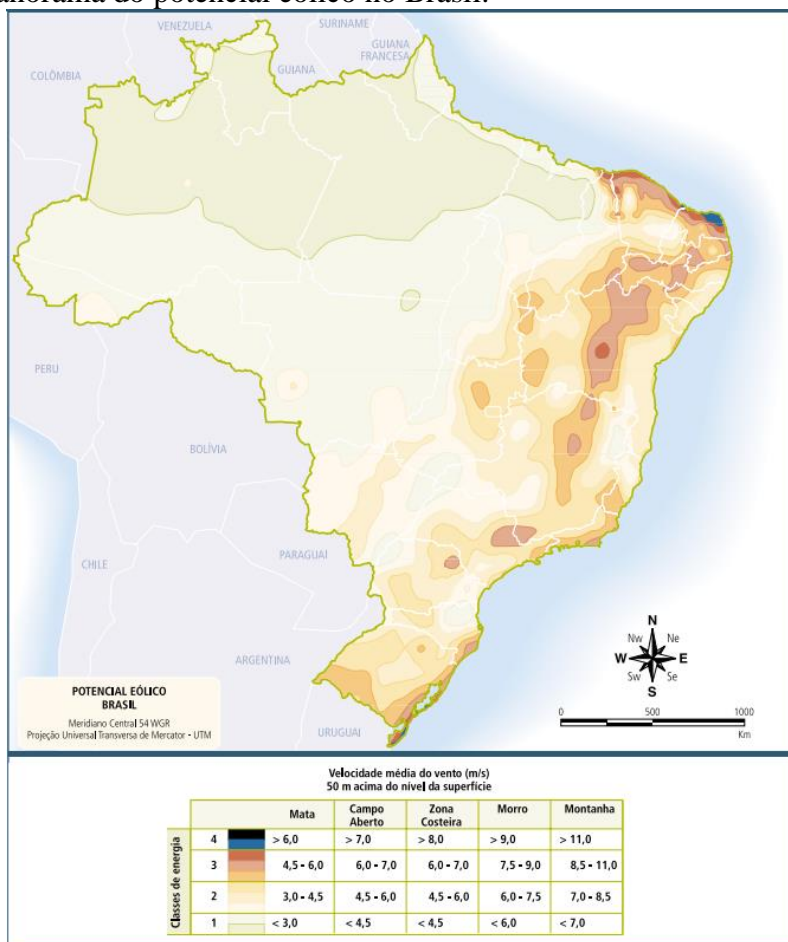 anorama do potencial eólico no Brasil.
VENEZUELA
SURINAME
GUIANA
FRANCESA
GUIANA
COLÔMBIA
PERU
BOLÍVIA
PARAGUAI
CHILE
ARGENTINA
URUGUAI
N
Nw Ne
W E
Sw Se
S
0 500 1000
Km
POTENCIAL EÓLICO
BRASIL
Meridiano Central 54 WGR
Projeção Universal Transversa de Mercator • UTM
Velocidade média do vento (m/s)
50 m acima do nível da superfície
Classes de energia
Mata Campo Aberto Zona Costeira Morro Montanha
4 > 6,0 > 7,0 > 8,0 > 9,0 > 11,0
3 4,5 - 6,0 6,0 - 7,0 6,0 - 7,0 7,5 - 9,0 8,5 - 11,0
2 3,0 - 4,5 4,5 - 6,0 4,5 - 6,0 6,0 - 7,5 7,0 - 8,5
1 < 3,0 < 4,5 < 4,5 < 6,0 < 7,0